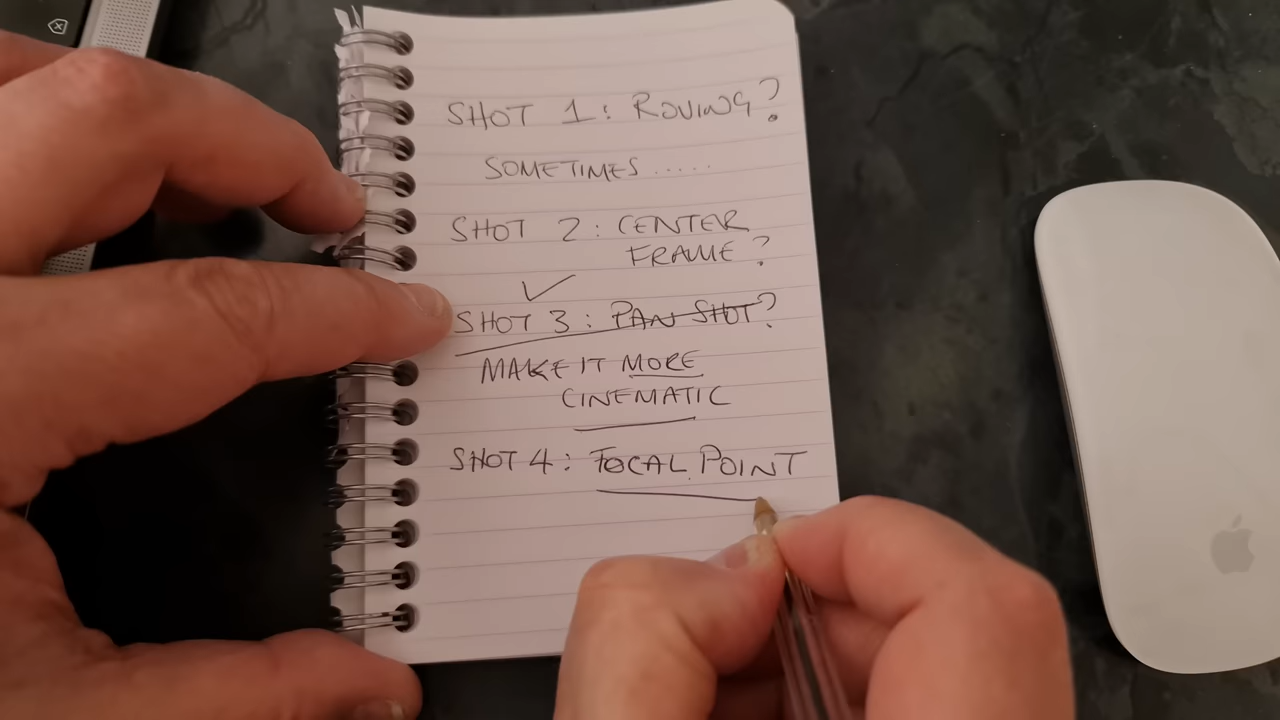 SHOT 1: ROVING?
SOMETIMES.....
SHOT 2: CENTER
FRAME?
SHOT 3: PAN SHOT?
MAKE IT MORE
CINEMATIC
SHOT 4: FOCAL POINT